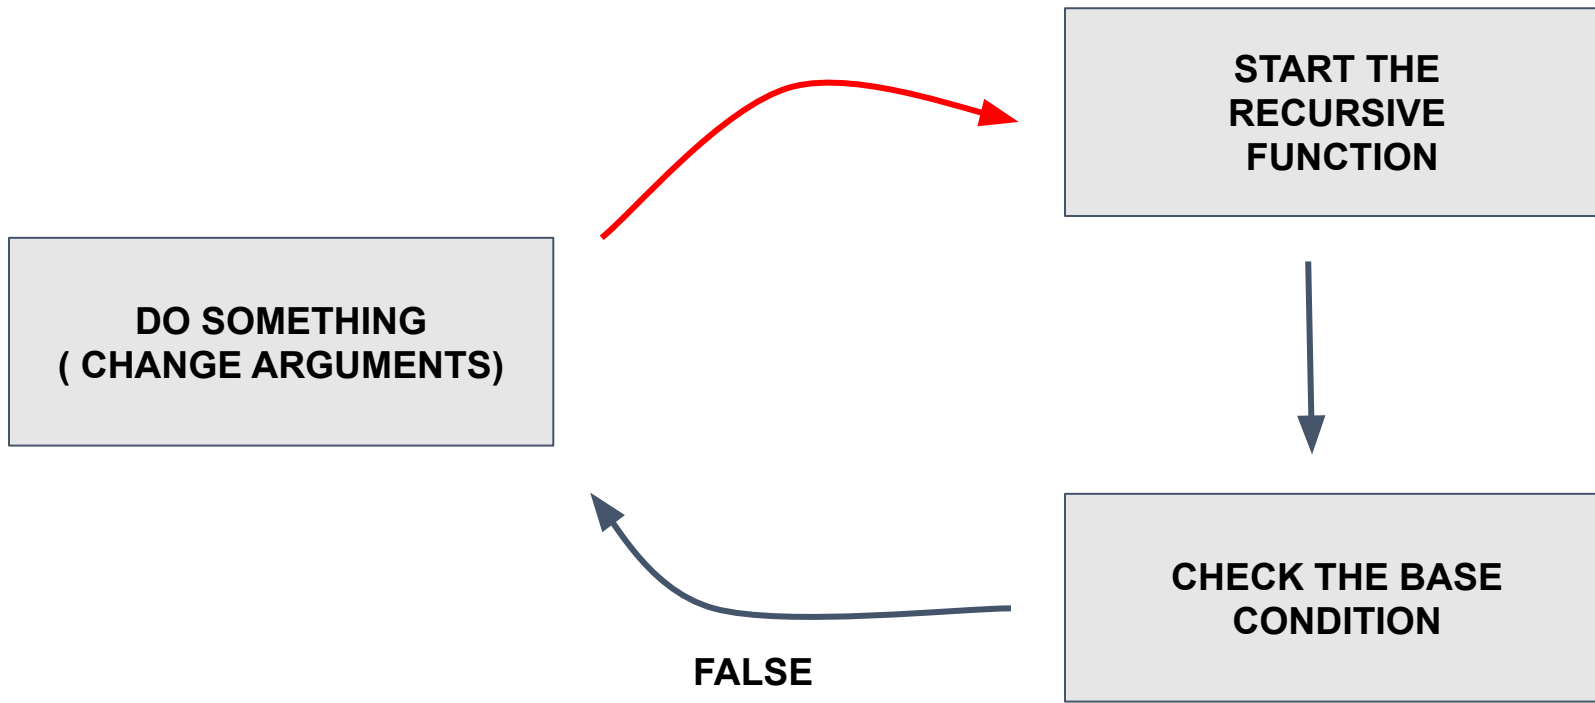 START THE
RECURSIVE
FUNCTION
DO SOMETHING
( CHANGE ARGUMENTS)
CHECK THE BASE
CONDITION
FALSE